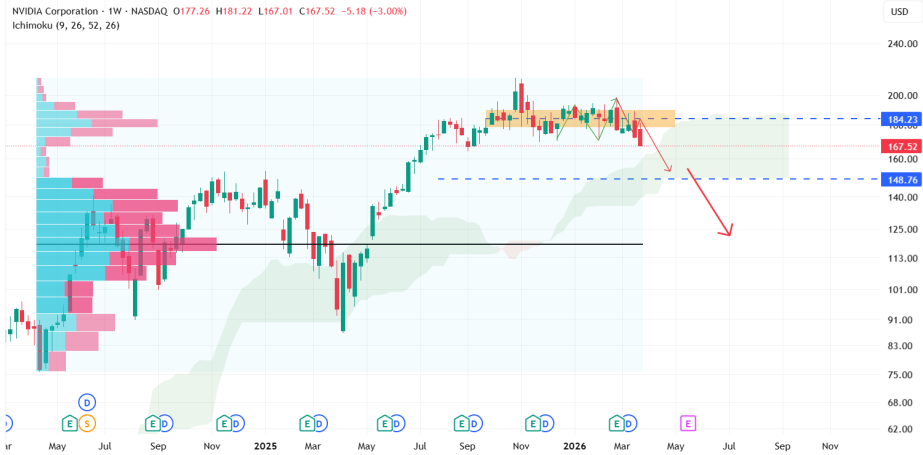 NVIDIA Corporation · 1W · NASDAQ O177.26 H181.22 L167.01 C167.52 −5.18 (−3.00%)
USD
Ichimoku (9, 26, 52, 26)
240.00
200.00
184.23
180.00
167.52
160.00
148.76
140.00
125.00
113.00
101.00
91.00
83.00
75.00
68.00
62.00
D
E S E D E D E D E D E D E D E D E
May Jul Sep Nov 2025 Mar May Jul Sep Nov 2026 Mar May Jul Sep Nov